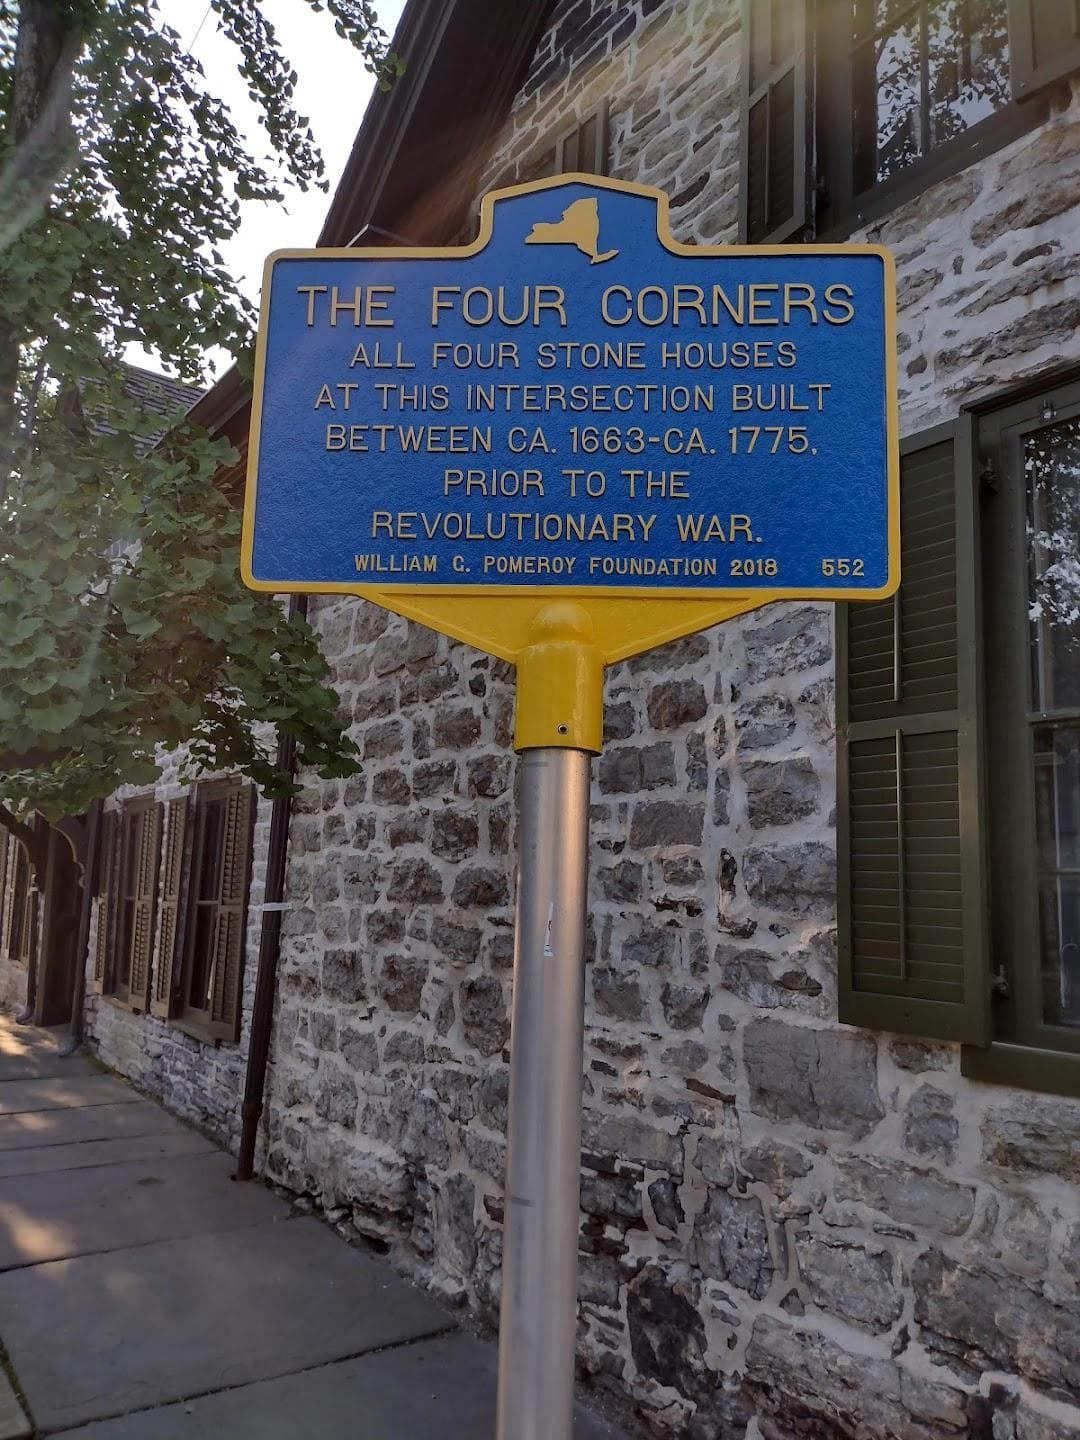 THE FOUR CORNERS
ALL FOUR STONE HOUSES
AT THIS INTERSECTION BUILT
BETWEEN CA. 1663-CA. 1775,
PRIOR TO THE
REVOLUTIONARY WAR.
WILLIAM G. POMEROY FOUNDATION 2018 552